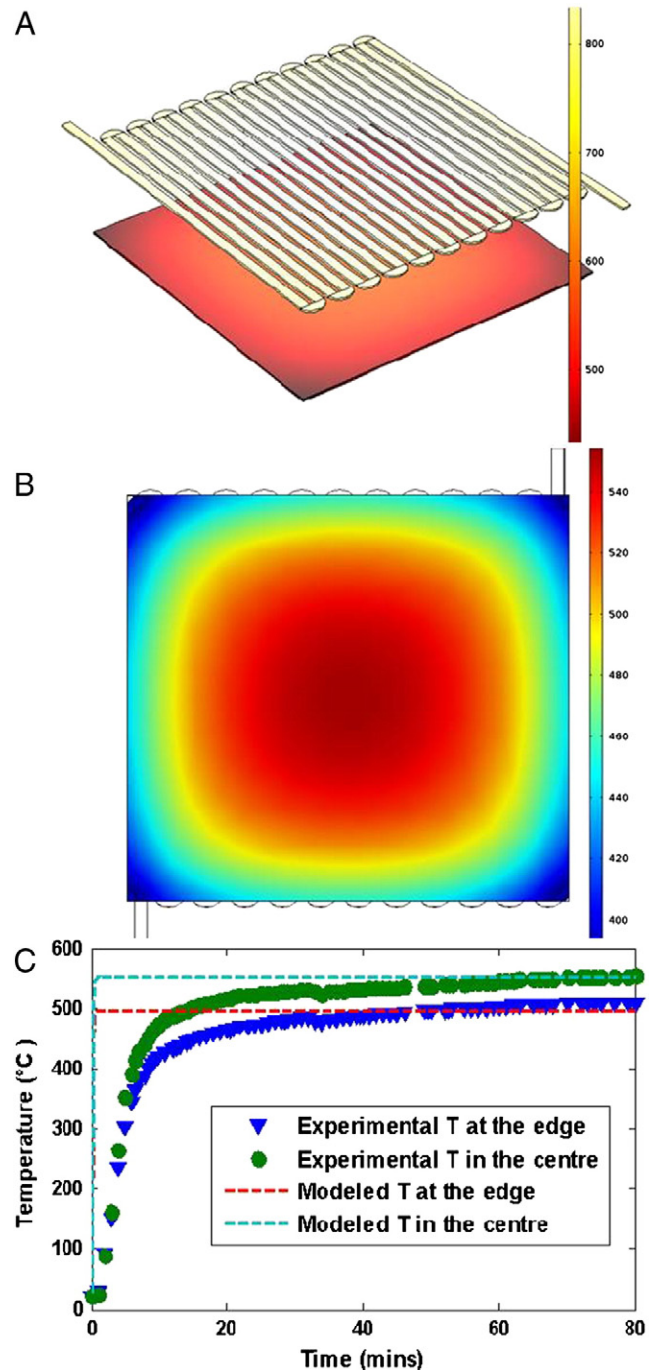 A
800
700
600
500
B
540
520
500
480
460
440
420
400
C
600
500
400
300
200
100
0
Temperature (°C)
Experimental T at the edge
Experimental T in the centre
Modeled T at the edge
Modeled T in the centre
0 20 40 60 80
Time (mins)